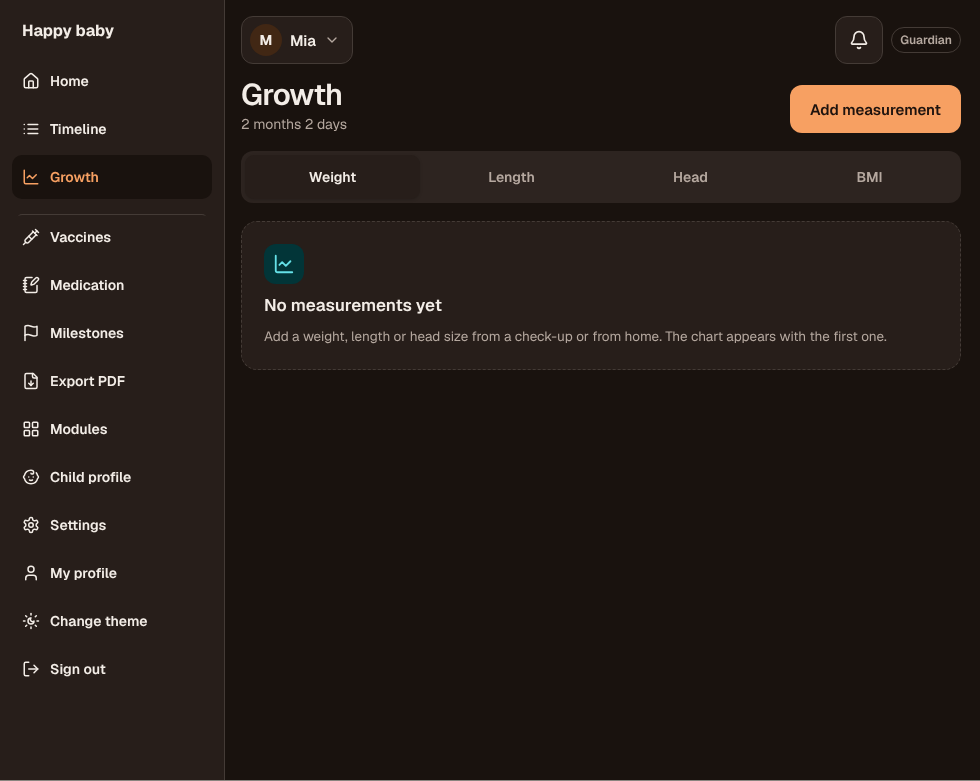 Happy baby
Home
Timeline
Growth
Vaccines
Medication
Milestones
Export PDF
Modules
Child profile
Settings
My profile
Change theme
Sign out
M Mia
Guardian
Growth
2 months 2 days
Add measurement
Weight Length Head BMI
No measurements yet
Add a weight, length or head size from a check-up or from home. The chart appears with the first one.